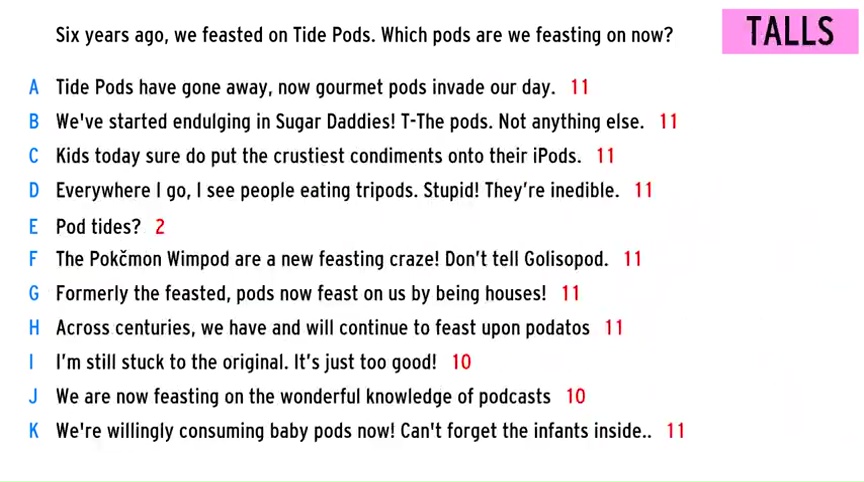 Six years ago, we feasted on Tide Pods. Which pods are we feasting on now?
TALLS
A Tide Pods have gone away, now gourmet pods invade our day. 11
B We've started endulging in Sugar Daddies! T-The pods. Not anything else. 11
C Kids today sure do put the crustiest condiments onto their iPods. 11
D Everywhere I go, I see people eating tripods. Stupid! They're inedible. 11
E Pod tides? 2
F The Pokčmon Wimpod are a new feasting craze! Don't tell Golisopod. 11
G Formerly the feasted, pods now feast on us by being houses! 11
H Across centuries, we have and will continue to feast upon podatos 11
I I'm still stuck to the original. It's just too good! 10
J We are now feasting on the wonderful knowledge of podcasts 10
K We're willingly consuming baby pods now! Can't forget the infants inside.. 11